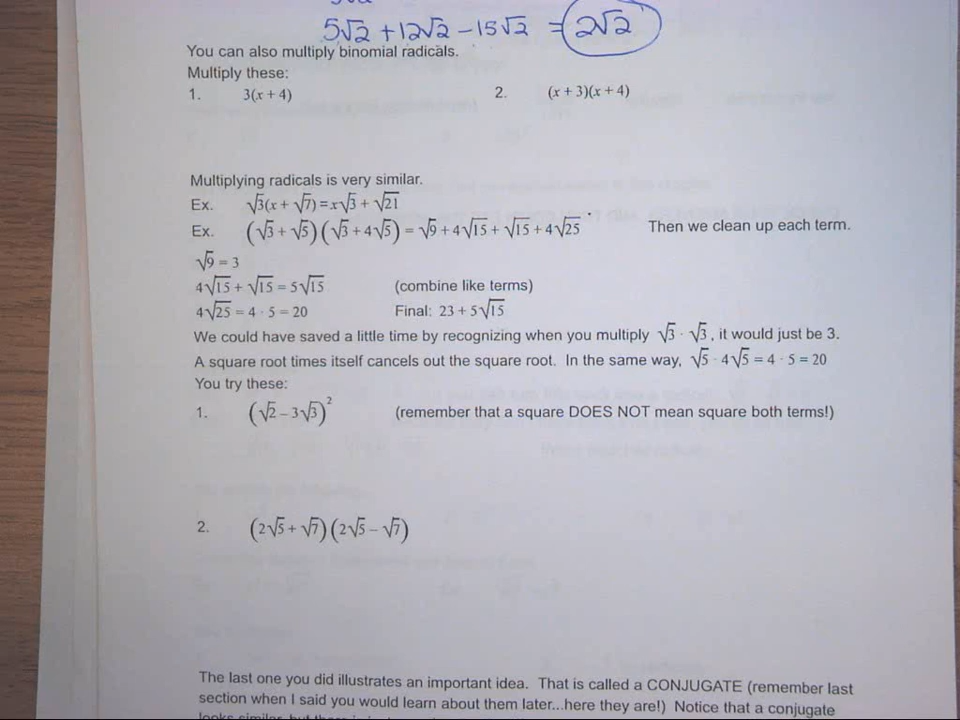 5√2 + 12√2 - 15√2 = 2√2
You can also multiply binomial radicals.
Multiply these:
1. 3(x + 4) 2. (x + 3)(x + 4)
Multiplying radicals is very similar.
Ex. √3(x + √7) = x√3 + √21
Ex. (√3 + √5)(√3 + 4√5) = √9 + 4√15 + √15 + 4√25 Then we clean up each term.
√9 = 3
4√15 + √15 = 5√15 (combine like terms)
4√25 = 4 · 5 = 20 Final: 23 + 5√15
We could have saved a little time by recognizing when you multiply √3 · √3, it would just be 3.
A square root times itself cancels out the square root. In the same way, √5 · 4√5 = 4 · 5 = 20
You try these:
1. (√2 – 3√3)² (remember that a square DOES NOT mean square both terms!)
2. (2√5 + √7)(2√5 – √7)
The last one you did illustrates an important idea. That is called a CONJUGATE (remember last
section when I said you would learn about them later...here they are!) Notice that a conjugate
looks similar, but